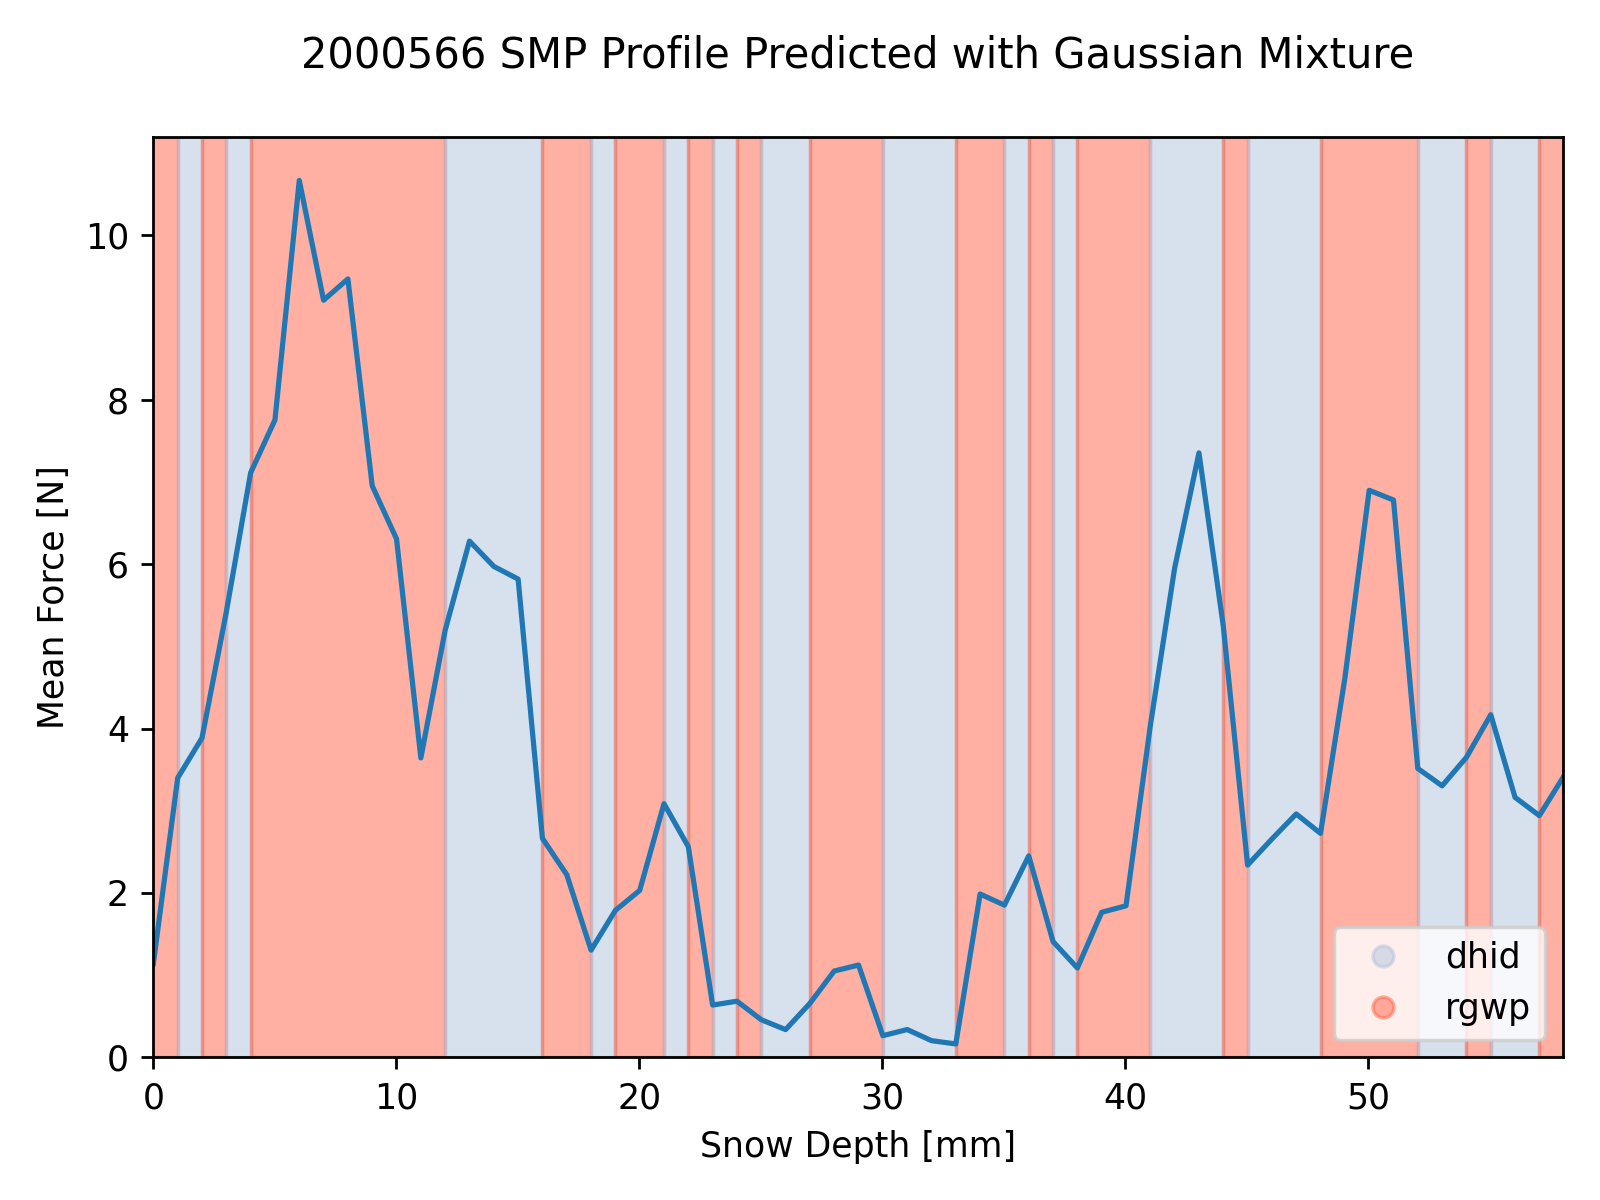 2000566 SMP Profile Predicted with Gaussian Mixture
Mean Force [N]
10
8
6
4
2
0
dhid
rgwp
0 10 20 30 40 50
Snow Depth [mm]